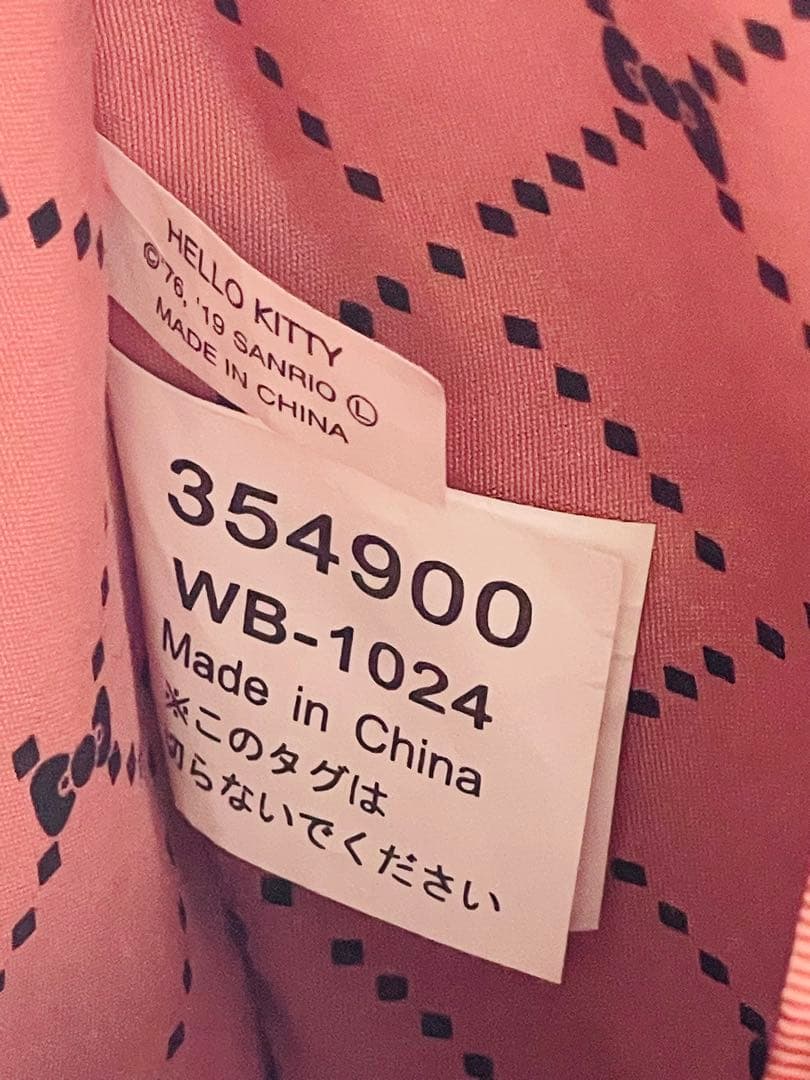 HELLO KITTY
©'76, '19 SANRIO Ⓛ
MADE IN CHINA
354900
WB-1024
Made in China
※このタグは
切らないでください